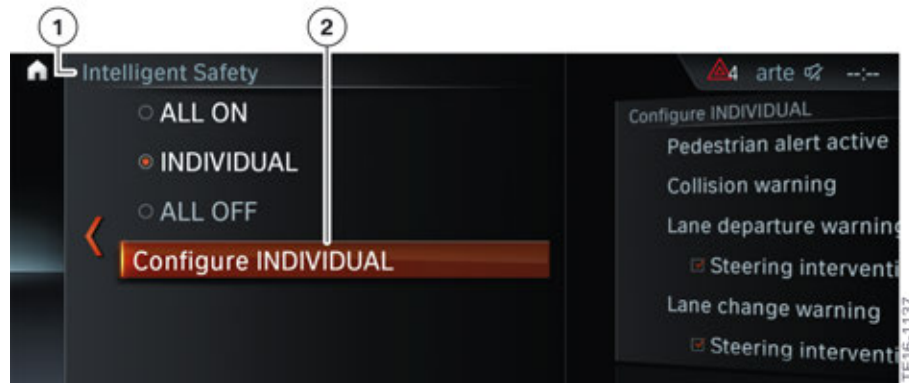 1
2
Intelligent Safety
ALL ON
INDIVIDUAL
ALL OFF
Configure INDIVIDUAL
4 arte --:--
Configure INDIVIDUAL
Pedestrian alert active
Collision warning
Lane departure warning
Steering interventi
Lane change warning
Steering interventi
TE16-1137